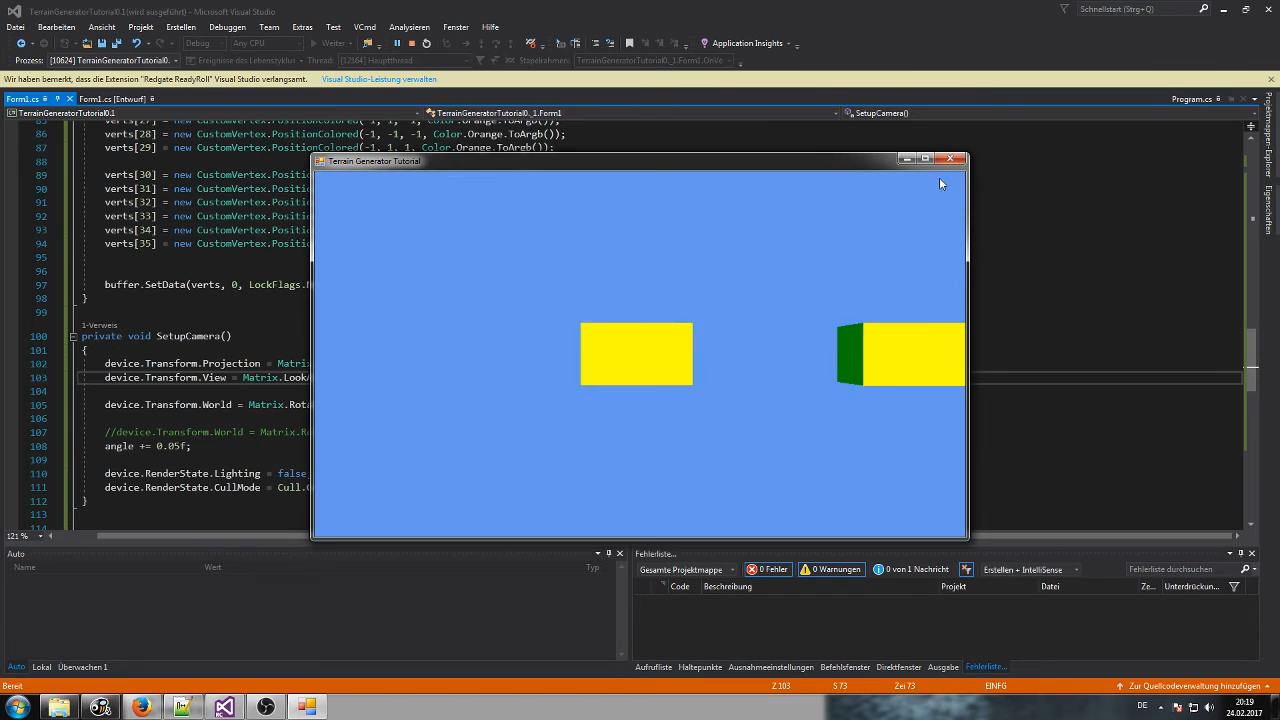 TerrainGeneratorTutorial0.1(wird ausgeführt) - Microsoft Visual Studio
Schnellstart (Strg+Q)
Datei Bearbeiten Ansicht Projekt Erstellen Debuggen Team Extras Test VCmd Analysieren Fenster Hilfe
Debug Any CPU Weiter Application Insights
Prozess: [10624] TerrainGeneratorTutorial0. Ereignisse des Lebenszyklus Thread: [12164] Hauptthread Stapelrahmen: TerrainGeneratorTutorial0._1.Form1.OnVe
Wir haben bemerkt, dass die Extension "Redgate ReadyRoll" Visual Studio verlangsamt. Visual Studio-Leistung verwalten
Form1.cs Form1.cs [Entwurf] Program.cs
TerrainGeneratorTutorial0.1 TerrainGeneratorTutorial0._1.Form1 SetupCamera()
86 verts[28] = new CustomVertex.PositionColored(-1, -1, -1, Color.Orange.ToArgb());
87 verts[29] = new CustomVertex.PositionColored(-1, 1, 1, Color.Orange.ToArgb());
88
Terrain Generator Tutorial
89 verts[30] = new CustomVertex.Positi
90 verts[31] = new CustomVertex.Positi
91 verts[32] = new CustomVertex.Positi
92 verts[33] = new CustomVertex.Positi
93 verts[34] = new CustomVertex.Positi
94 verts[35] = new CustomVertex.Positi
95
96
97 buffer.SetData(verts, 0, LockFlags.
98 }
99
1-Verweis
100 private void SetupCamera()
101 {
102 device.Transform.Projection = Matri
103 device.Transform.View = Matrix.Look
104
105 device.Transform.World = Matrix.Rot
106
107 //device.Transform.World = Matrix.R
108 angle += 0.05f;
109
110 device.RenderState.Lighting = false
111 device.RenderState.CullMode = Cull.
112 }
113
114
121 %
Auto
Name Wert Typ
Auto Lokal Überwachen 1
Fehlerliste...
Gesamte Projektmappe 0 Fehler 0 Warnungen 0 von 1 Nachricht Erstellen + IntelliSense Fehlerliste durchsuchen
Code Beschreibung Projekt Datei Ze... Unterdrückun...
Aufrufliste Haltepunkte Ausnahmeeinstellungen Befehlsfenster Direktfenster Ausgabe Fehlerliste...
Projektmappen-Explorer
Eigenschaften
Bereit Z 103 S 73 Zei 73 EINFG Zur Quellcodeverwaltung hinzufügen
DE 20:19
24.02.2017